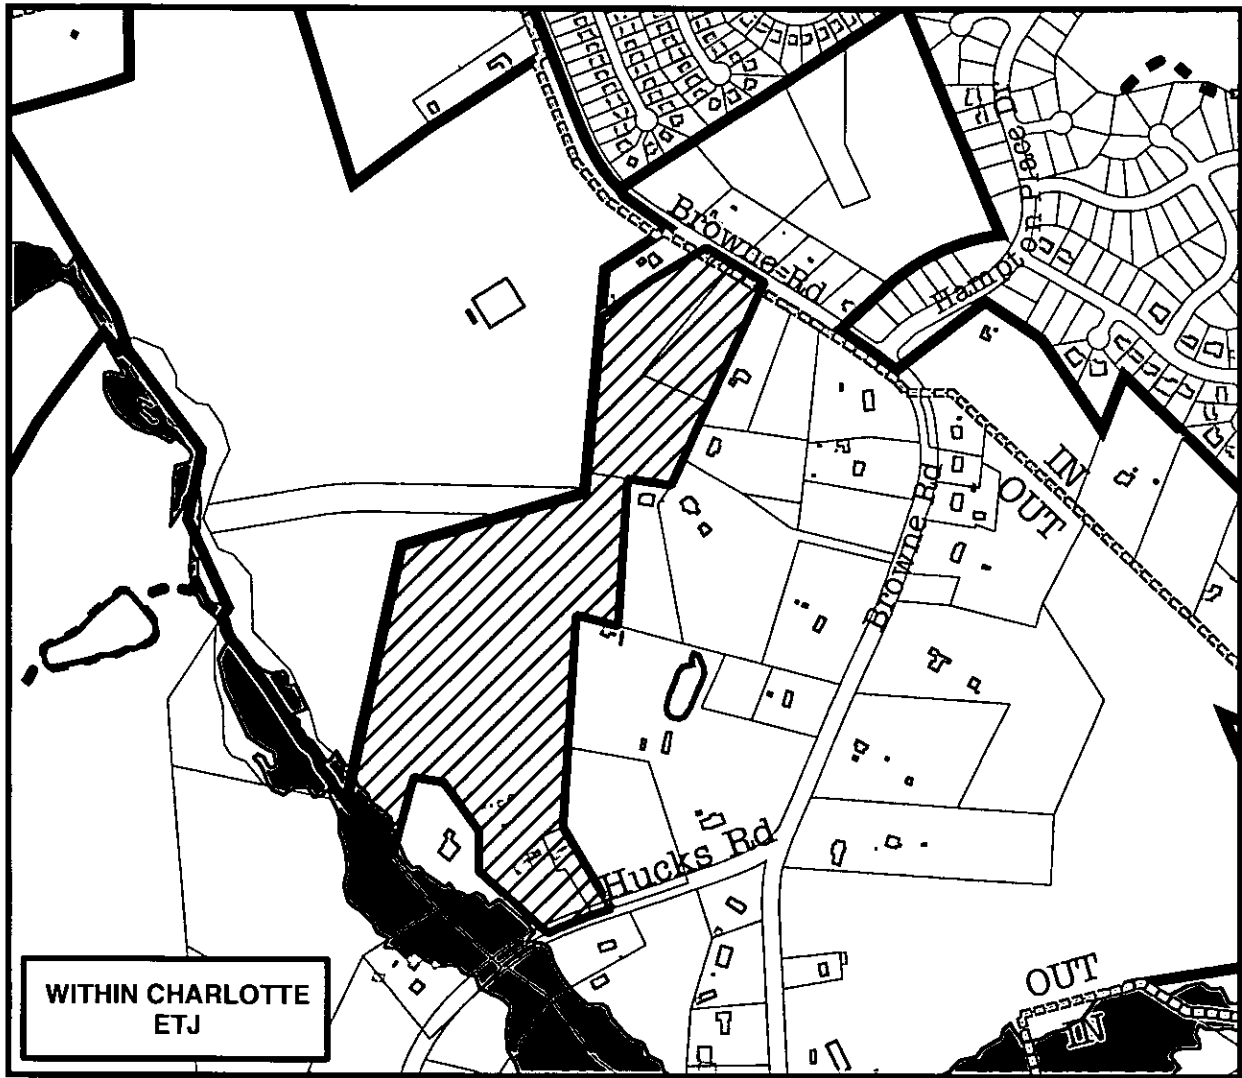 Browne Rd
Hampton Place Dr
IN
OUT
Browne Rd
Hucks Rd
OUT
IN
WITHIN CHARLOTTE
ETJ